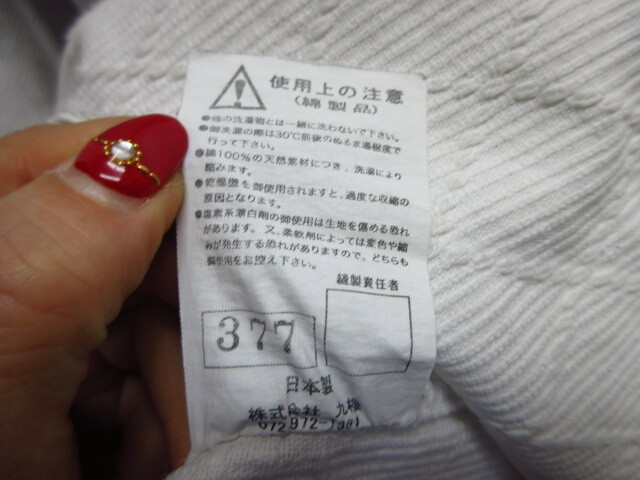 使用上の注意
(綿製品)
●他の洗濯物とは一緒に洗わないで下さい。
●御洗濯の際は30℃前後のぬるま湯程度で
行って下さい。
●綿100%の天然素材につき、洗濯により
縮みます。
●乾燥機を御使用されますと、過度な収縮の
原因となります。
●塩素系漂白剤の御使用は生地を傷める恐れ
があります。又、柔軟剤によっては変色や縮
みが発生する恐れがありますので、どちらも
御使用をお控え下さい。
縫製責任者
377
日本製
株式会社